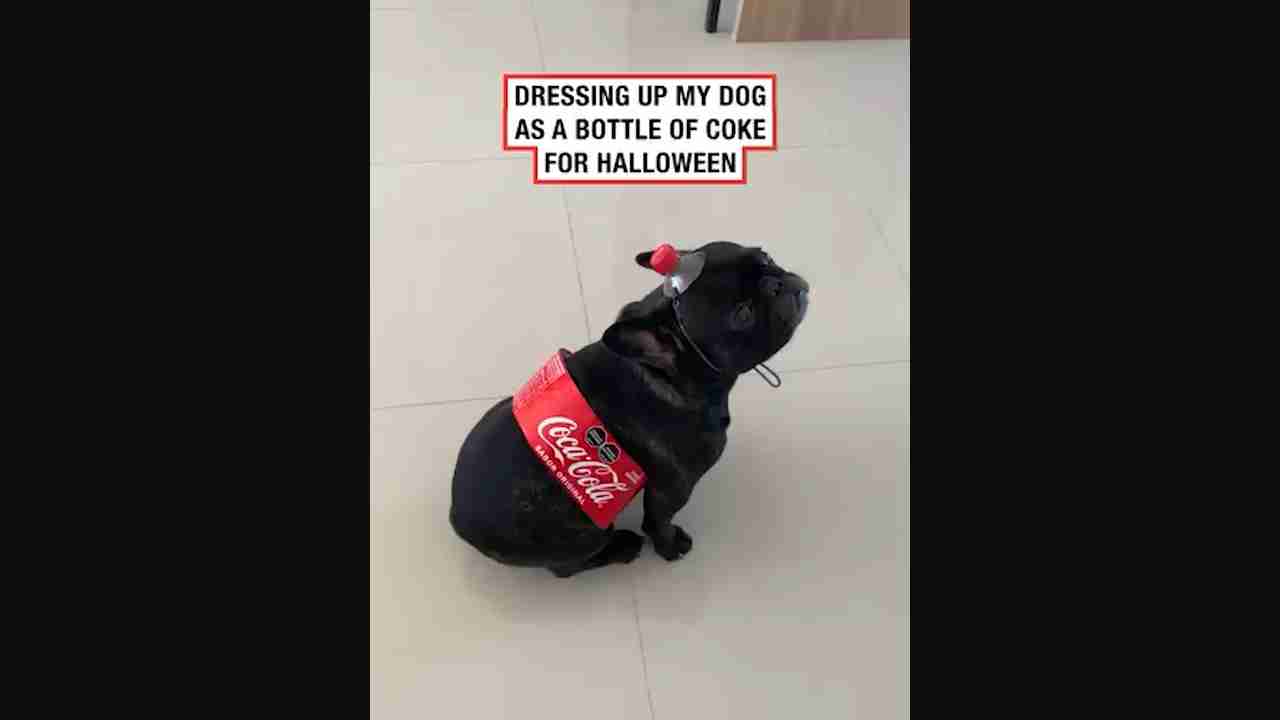 DRESSING UP MY DOG
AS A BOTTLE OF COKE
FOR HALLOWEEN
Coca-Cola
SABOR ORIGINAL